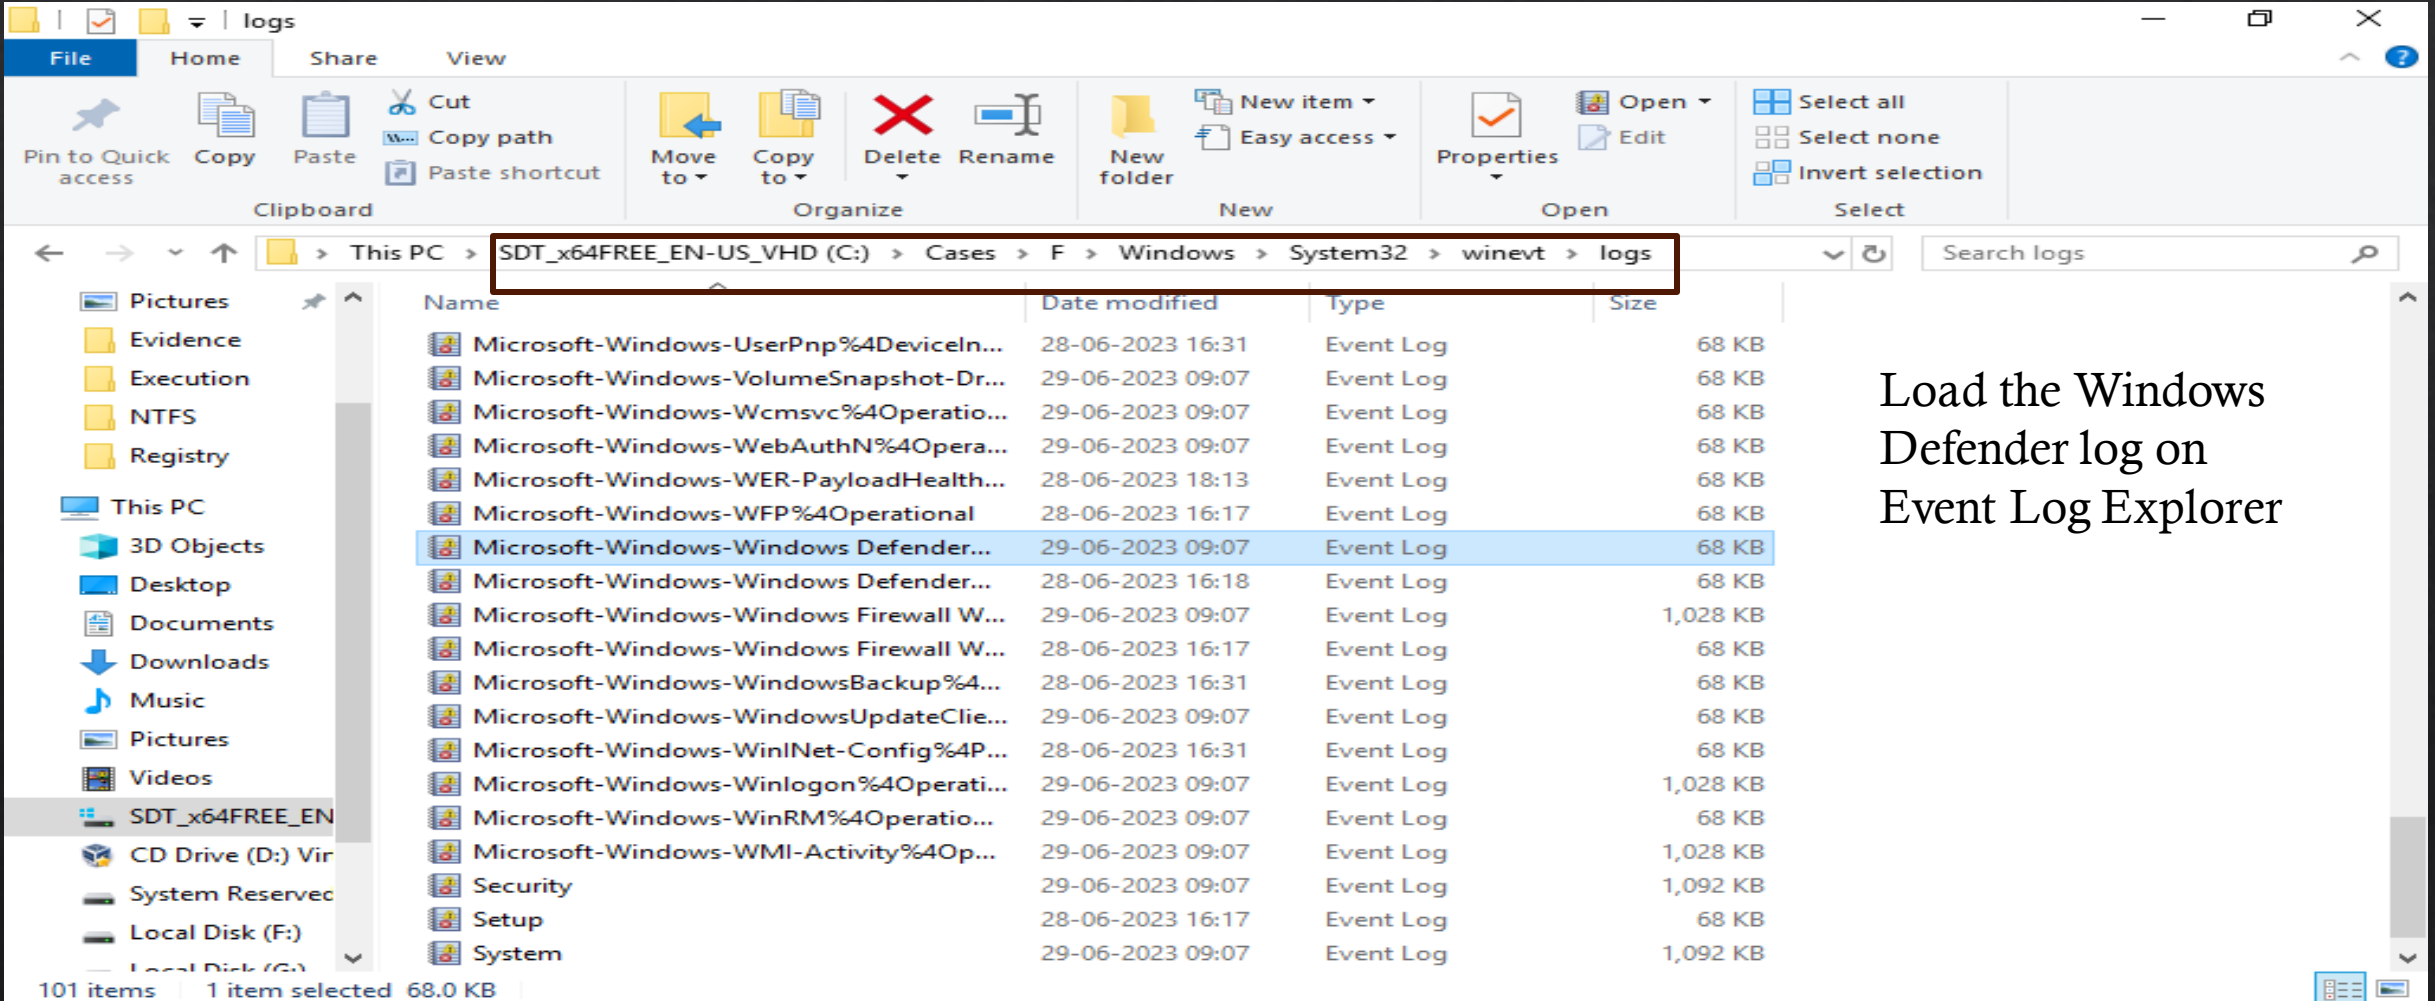 logs
File Home Share View
Pin to Quick access
Copy
Paste
Cut
Copy path
Paste shortcut
Clipboard
Move to
Copy to
Delete
Rename
Organize
New folder
New item
Easy access
New
Properties
Open
Edit
Open
Select all
Select none
Invert selection
Select
This PC > SDT_x64FREE_EN-US_VHD (C:) > Cases > F > Windows > System32 > winevt > logs
Search logs
Pictures
Evidence
Execution
NTFS
Registry
This PC
3D Objects
Desktop
Documents
Downloads
Music
Pictures
Videos
SDT_x64FREE_EN
CD Drive (D:) Vir
System Reserved
Local Disk (F:)
Local Disk (G:)
Name Date modified Type Size
Microsoft-Windows-UserPnp%4DeviceIn... 28-06-2023 16:31 Event Log 68 KB
Microsoft-Windows-VolumeSnapshot-Dr... 29-06-2023 09:07 Event Log 68 KB
Microsoft-Windows-Wcmsvc%4Operatio... 29-06-2023 09:07 Event Log 68 KB
Microsoft-Windows-WebAuthN%4Opera... 29-06-2023 09:07 Event Log 68 KB
Microsoft-Windows-WER-PayloadHealth... 28-06-2023 18:13 Event Log 68 KB
Microsoft-Windows-WFP%4Operational 28-06-2023 16:17 Event Log 68 KB
Microsoft-Windows-Windows Defender... 29-06-2023 09:07 Event Log 68 KB
Microsoft-Windows-Windows Defender... 28-06-2023 16:18 Event Log 68 KB
Microsoft-Windows-Windows Firewall W... 29-06-2023 09:07 Event Log 1,028 KB
Microsoft-Windows-Windows Firewall W... 28-06-2023 16:17 Event Log 68 KB
Microsoft-Windows-WindowsBackup%4... 28-06-2023 16:31 Event Log 68 KB
Microsoft-Windows-WindowsUpdateClie... 29-06-2023 09:07 Event Log 68 KB
Microsoft-Windows-WinINet-Config%4P... 28-06-2023 16:31 Event Log 68 KB
Microsoft-Windows-Winlogon%4Operati... 29-06-2023 09:07 Event Log 1,028 KB
Microsoft-Windows-WinRM%4Operatio... 29-06-2023 09:07 Event Log 68 KB
Microsoft-Windows-WMI-Activity%4Op... 29-06-2023 09:07 Event Log 1,028 KB
Security 29-06-2023 09:07 Event Log 1,092 KB
Setup 28-06-2023 16:17 Event Log 68 KB
System 29-06-2023 09:07 Event Log 1,092 KB
Load the Windows
Defender log on
Event Log Explorer
101 items 1 item selected 68.0 KB